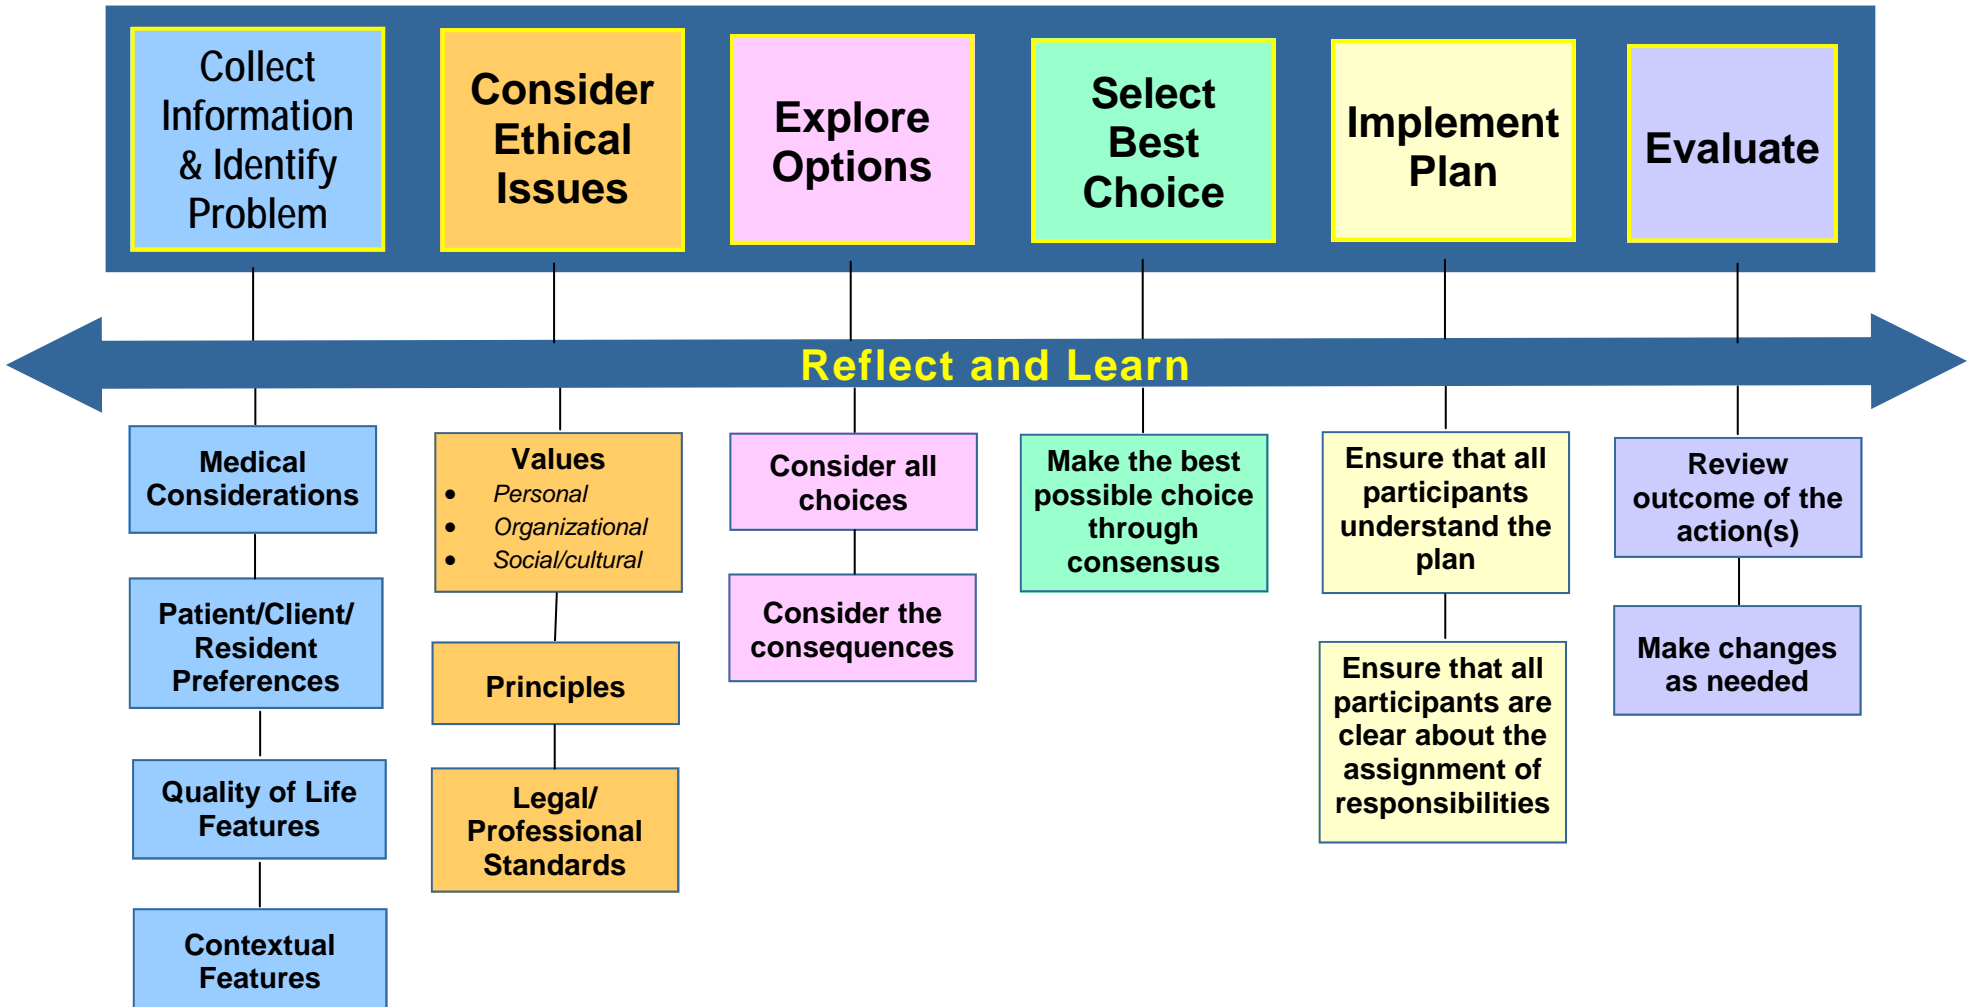 Collect
Information
& Identify
Problem
Consider
Ethical
Issues
Explore
Options
Select
Best
Choice
Implement
Plan
Evaluate
Reflect and Learn
Medical
Considerations
Patient/Client/
Resident
Preferences
Quality of Life
Features
Contextual
Features
Values
• Personal
• Organizational
• Social/cultural
Principles
Legal/
Professional
Standards
Consider all
choices
Consider the
consequences
Make the best
possible choice
through
consensus
Ensure that all
participants
understand the
plan
Ensure that all
participants are
clear about the
assignment of
responsibilities
Review
outcome of the
action(s)
Make changes
as needed